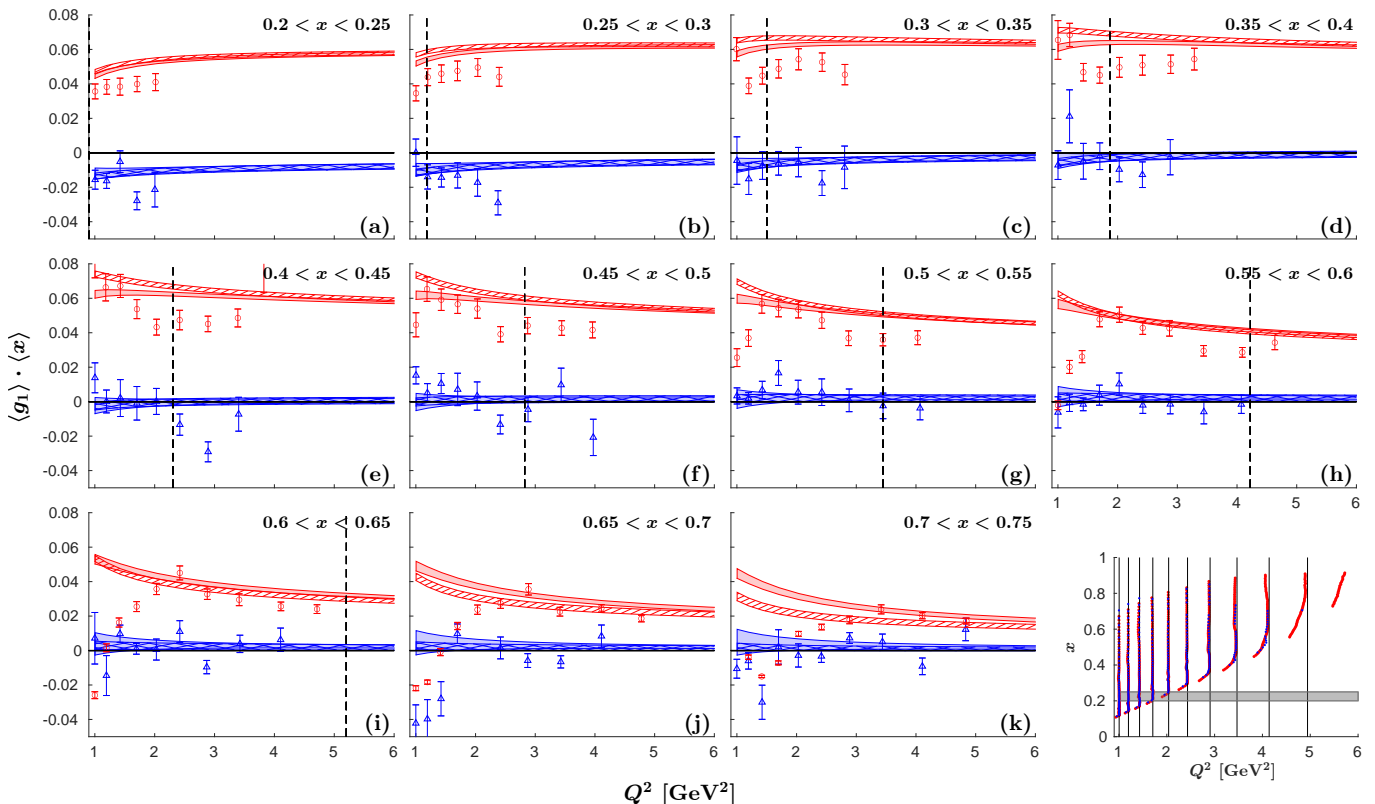 0.2 < x < 0.25
0.25 < x < 0.3
0.3 < x < 0.35
0.35 < x < 0.4
0.08
0.06
0.04
0.02
0
-0.02
-0.04
(a)
(b)
(c)
(d)
0.4 < x < 0.45
0.45 < x < 0.5
0.5 < x < 0.55
0.55 < x < 0.6
0.08
0.06
0.04
0.02
0
-0.02
-0.04
(e)
(f)
(g)
(h)
1 2 3 4 5 6
⟨g₁⟩ · ⟨x⟩
0.6 < x < 0.65
0.65 < x < 0.7
0.7 < x < 0.75
0.08
0.06
0.04
0.02
0
-0.02
-0.04
(i)
(j)
(k)
1 2 3 4 5 6
1 2 3 4 5 6
1 2 3 4 5 6
1
0.8
0.6
0.4
0.2
0
x
1 2 3 4 5 6
Q² [GeV²]
Q² [GeV²]